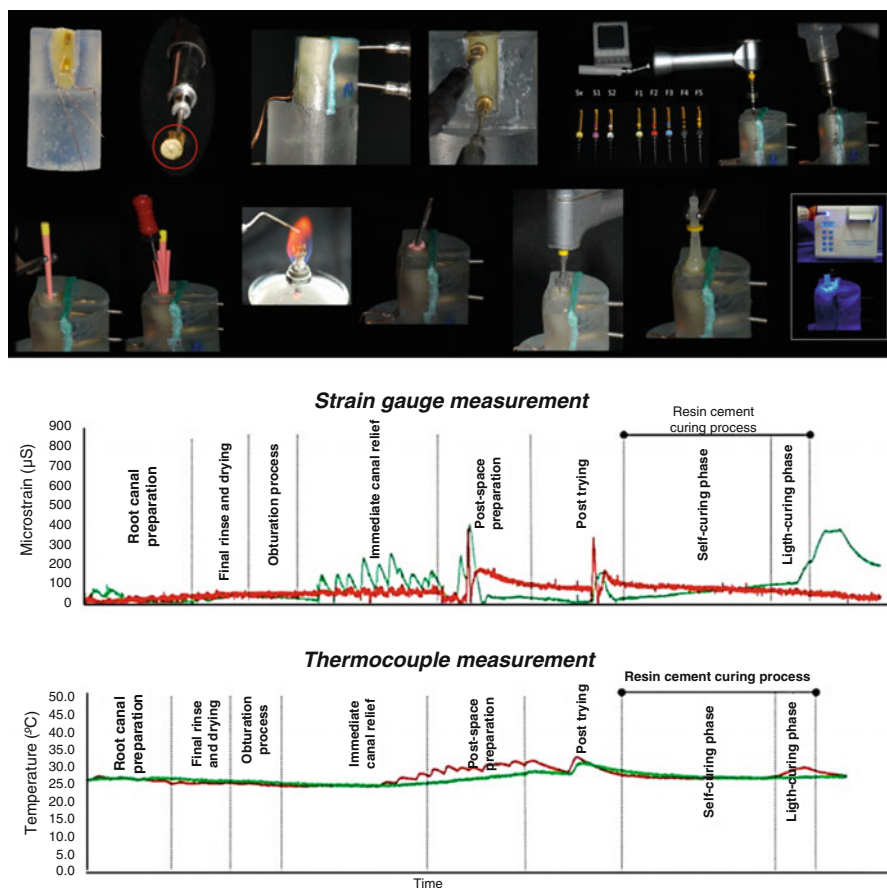 Sx S1 S2 F1 F2 F3 F4 F5
Strain gauge measurement
Microstrain (µS)
900
800
700
600
500
400
300
200
100
0
Root canal
preparation
Final rinse and drying
Obturation process
Immediate canal relief
Post-space
preparation
Post trying
Resin cement
curing process
Self-curing phase
Ligth-curing phase
Thermocouple measurement
Temperature (ºC)
50.0
45.0
40.0
35.0
30.0
25.0
20.0
15.0
10.0
5.0
0.0
Root canal
preparation
Final rinse
and drying
Obturation
process
Immediate
canal relief
Post-space
preparation
Post trying
Resin cement curing process
Self-curing phase
Ligth-curing phase
Time